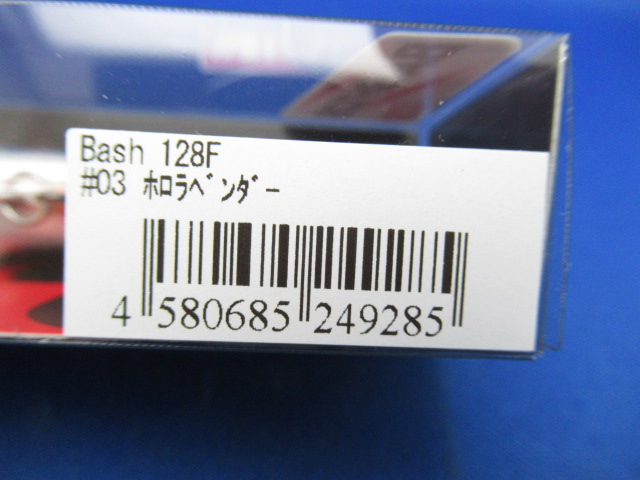 Bash 128F
#03 ﾎﾛﾗﾍﾞﾝﾀﾞｰ
4 580685 249285